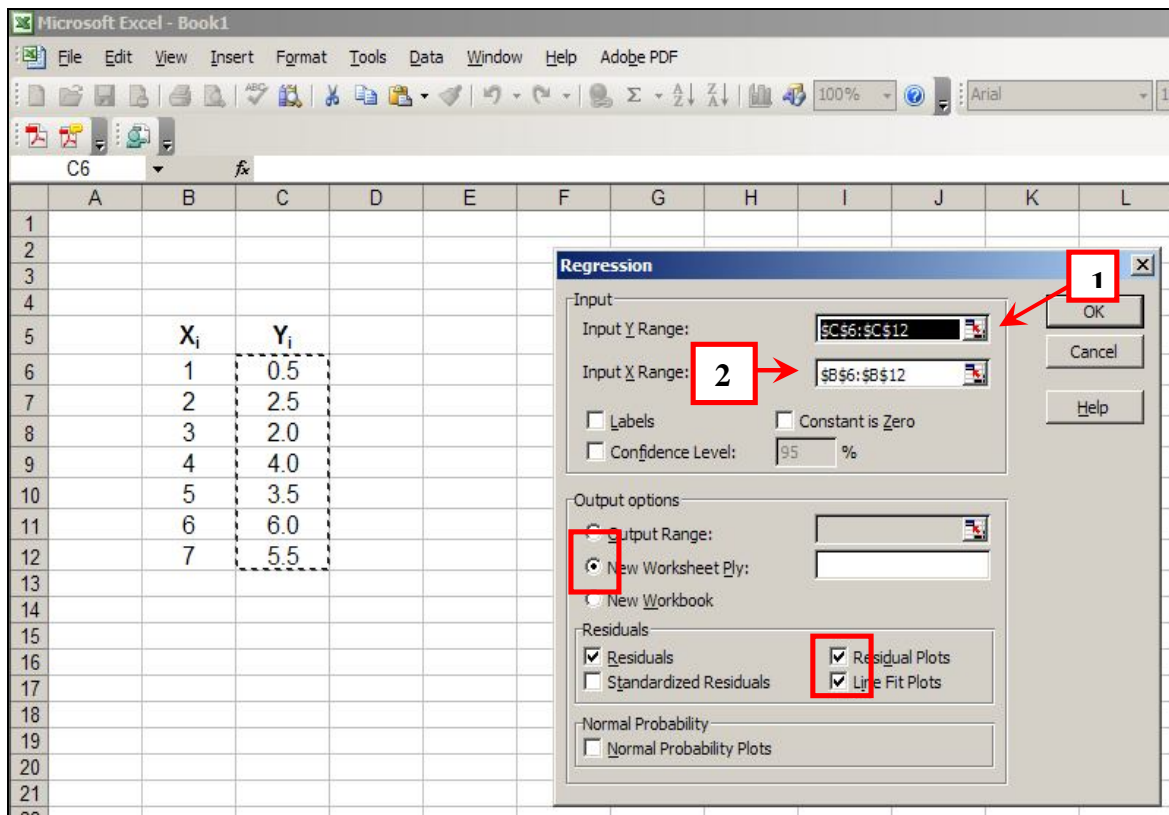 Microsoft Excel - Book1
File Edit View Insert Format Tools Data Window Help Adobe PDF
100% Arial 1
C6 fx
A B C D E F G H I J K L
1
2
3
4
5 Xi Yi
6 1 0.5
7 2 2.5
8 3 2.0
9 4 4.0
10 5 3.5
11 6 6.0
12 7 5.5
13
14
15
16
17
18
19
20
21
Regression
1
Input
OK
Input Y Range: $C$6:$C$12
Cancel
Input X Range: 2 $B$6:$B$12
Help
Labels Constant is Zero
Confidence Level: 95 %
Output options
Output Range:
New Worksheet Ply:
New Workbook
Residuals
Residuals Residual Plots
Standardized Residuals Line Fit Plots
Normal Probability
Normal Probability Plots